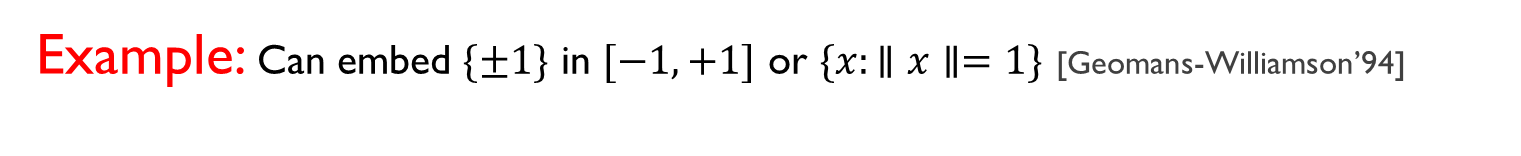 Example: Can embed {±1} in [−1, +1] or {x: ∥ x ∥= 1} [Geomans-Williamson’94]